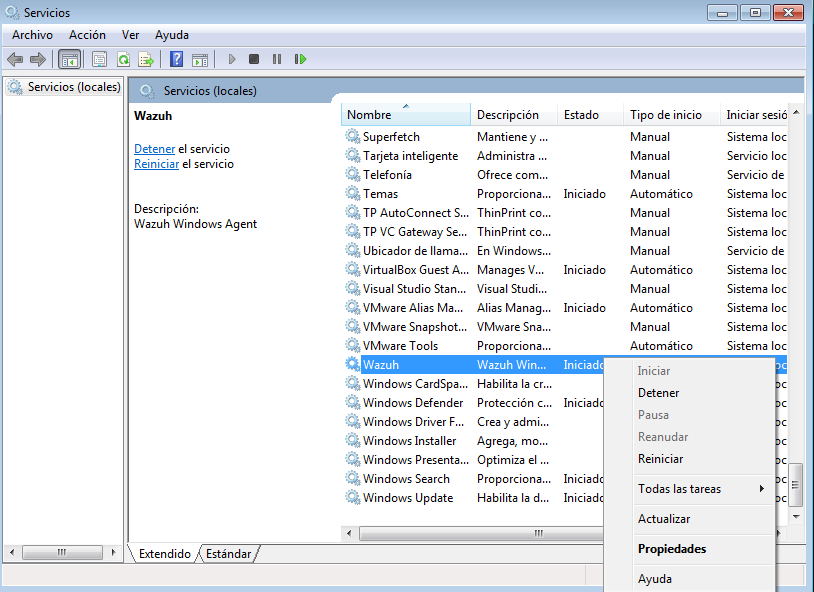 Servicios
Archivo Acción Ver Ayuda
Servicios (locales)
Servicios (locales)
Wazuh
Detener el servicio
Reiniciar el servicio
Descripción:
Wazuh Windows Agent
Nombre Descripción Estado Tipo de inicio Iniciar sesió
Superfetch Mantiene y ... Manual Sistema loc
Tarjeta inteligente Administra ... Manual Servicio loc
Telefonía Ofrece com... Manual Servicio de
Temas Proporciona... Iniciado Automático Sistema loc
TP AutoConnect S... ThinPrint co... Manual Sistema loc
TP VC Gateway Se... ThinPrint co... Manual Sistema loc
Ubicador de llama... En Windows... Manual Servicio de
VirtualBox Guest A... Manages V... Iniciado Automático Sistema loc
Visual Studio Stan... Visual Studi... Manual Sistema loc
VMware Alias Ma... Alias Manag... Iniciado Automático Sistema loc
VMware Snapshot... VMware Sna... Manual Sistema loc
VMware Tools Proporciona... Automático Sistema loc
Wazuh Wazuh Win... Iniciado oc
Windows CardSpa... Habilita la cr... oc
Windows Defender Protección c... Iniciado oc
Windows Driver F... Crea y admi... oc
Windows Installer Agrega, mo... oc
Windows Presenta... Optimiza el ... oc
Windows Search Proporciona... Iniciado oc
Windows Update Habilita la d... Iniciado oc
Iniciar
Detener
Pausa
Reanudar
Reiniciar
Todas las tareas
Actualizar
Propiedades
Ayuda
Extendido Estándar